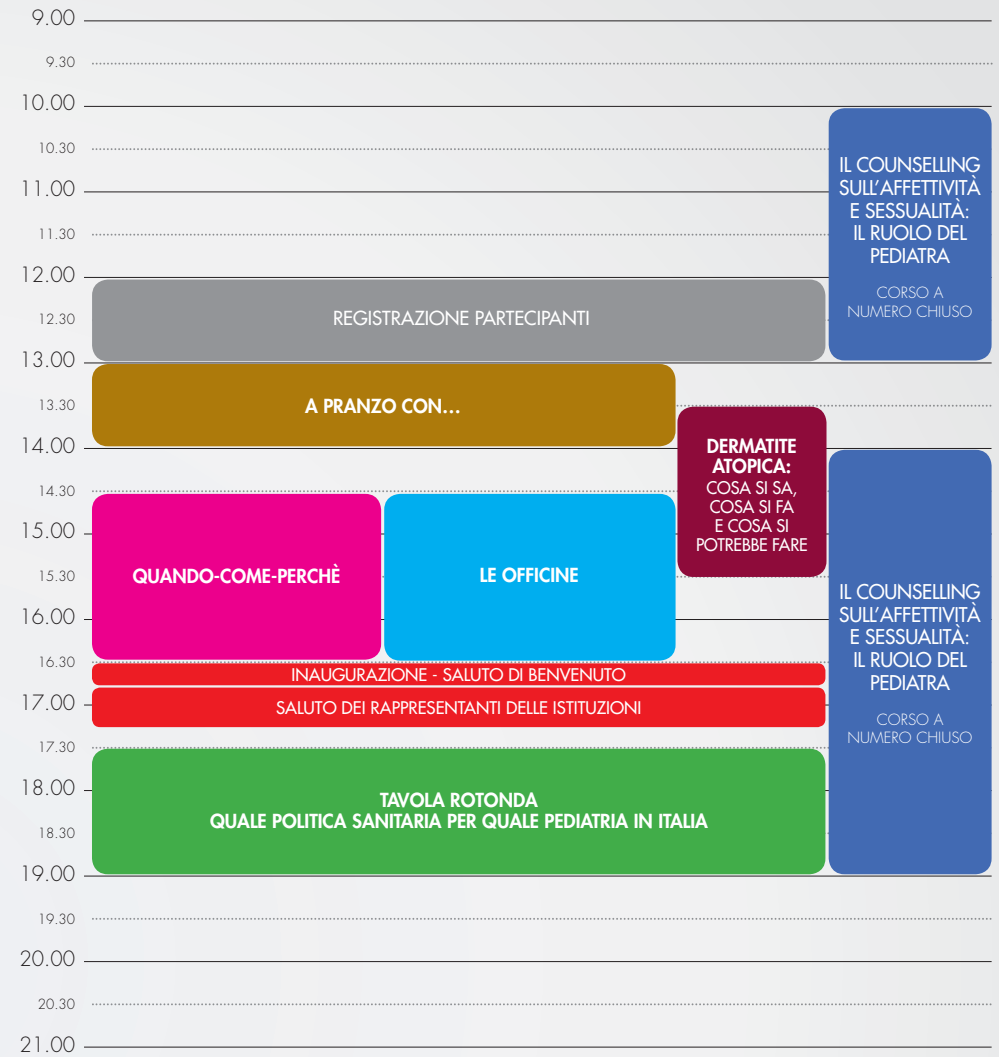 9.00
9.30
10.00
10.30
11.00
11.30
12.00
12.30
13.00
13.30
14.00
14.30
15.00
15.30
16.00
16.30
17.00
17.30
18.00
18.30
19.00
19.30
20.00
20.30
21.00
IL COUNSELLING
SULL'AFFETTIVITÀ
E SESSUALITÀ:
IL RUOLO DEL
PEDIATRA
CORSO A
NUMERO CHIUSO
REGISTRAZIONE PARTECIPANTI
A PRANZO CON...
DERMATITE
ATOPICA:
COSA SI SA,
COSA SI FA
E COSA SI
POTREBBE FARE
QUANDO-COME-PERCHÈ
LE OFFICINE
IL COUNSELLING
SULL'AFFETTIVITÀ
E SESSUALITÀ:
IL RUOLO DEL
PEDIATRA
CORSO A
NUMERO CHIUSO
INAUGURAZIONE - SALUTO DI BENVENUTO
SALUTO DEI RAPPRESENTANTI DELLE ISTITUZIONI
TAVOLA ROTONDA
QUALE POLITICA SANITARIA PER QUALE PEDIATRIA IN ITALIA